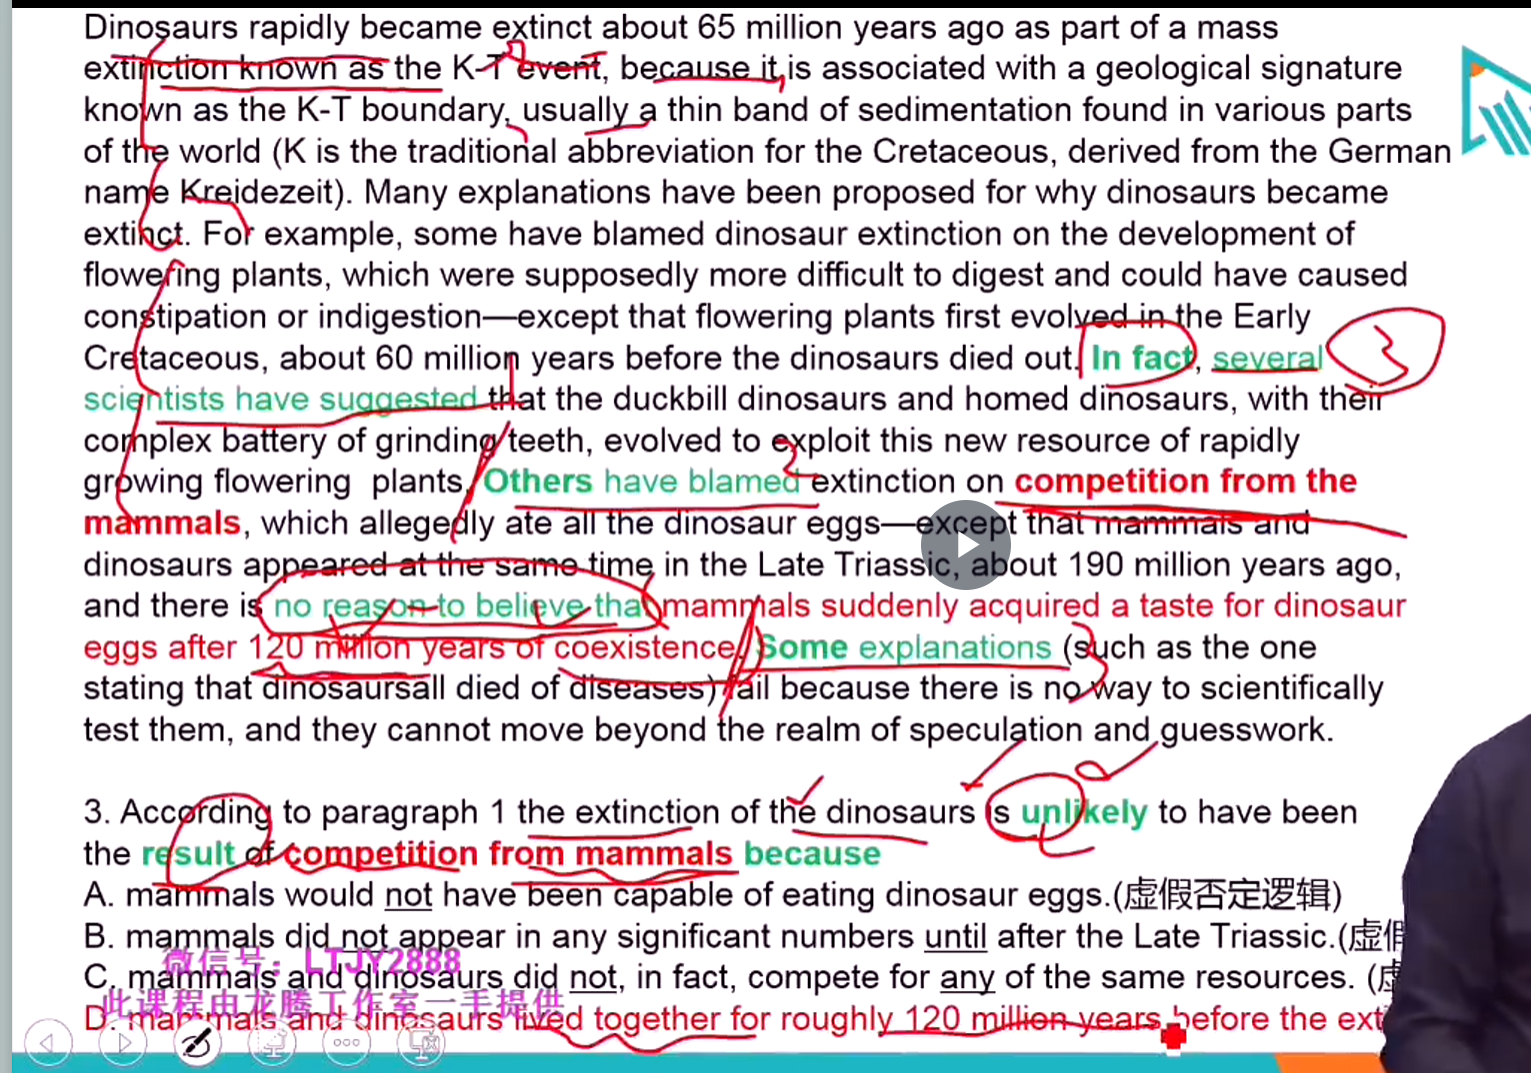 Dinosaurs rapidly became extinct about 65 million years ago as part of a mass
extinction known as the K-T event, because it is associated with a geological signature
known as the K-T boundary, usually a thin band of sedimentation found in various parts
of the world (K is the traditional abbreviation for the Cretaceous, derived from the German
name Kreidezeit). Many explanations have been proposed for why dinosaurs became
extinct. For example, some have blamed dinosaur extinction on the development of
flowering plants, which were supposedly more difficult to digest and could have caused
constipation or indigestion—except that flowering plants first evolved in the Early
Cretaceous, about 60 million years before the dinosaurs died out. In fact, several
3
scientists have suggested that the duckbill dinosaurs and homed dinosaurs, with their
complex battery of grinding teeth, evolved to exploit this new resource of rapidly
growing flowering plants. Others have blamed extinction on competition from the
mammals, which allegedly ate all the dinosaur eggs—except that mammals and
dinosaurs appeared at the same time in the Late Triassic, about 190 million years ago,
and there is no reason to believe that mammals suddenly acquired a taste for dinosaur
eggs after 120 million years of coexistence. Some explanations (such as the one
stating that dinosaursall died of diseases) fail because there is no way to scientifically
test them, and they cannot move beyond the realm of speculation and guesswork.
3. According to paragraph 1 the extinction of the dinosaurs is unlikely to have been
the result of competition from mammals because
A. mammals would not have been capable of eating dinosaur eggs.(虚假否定逻辑)
B. mammals did not appear in any significant numbers until after the Late Triassic.(虚假
微信号：LTJY2888
C. mammals and dinosaurs did not, in fact, compete for any of the same resources. (虚
此课程由龙腾工作室一手提供
D. mammals and dinosaurs lived together for roughly 120 million years before the ext